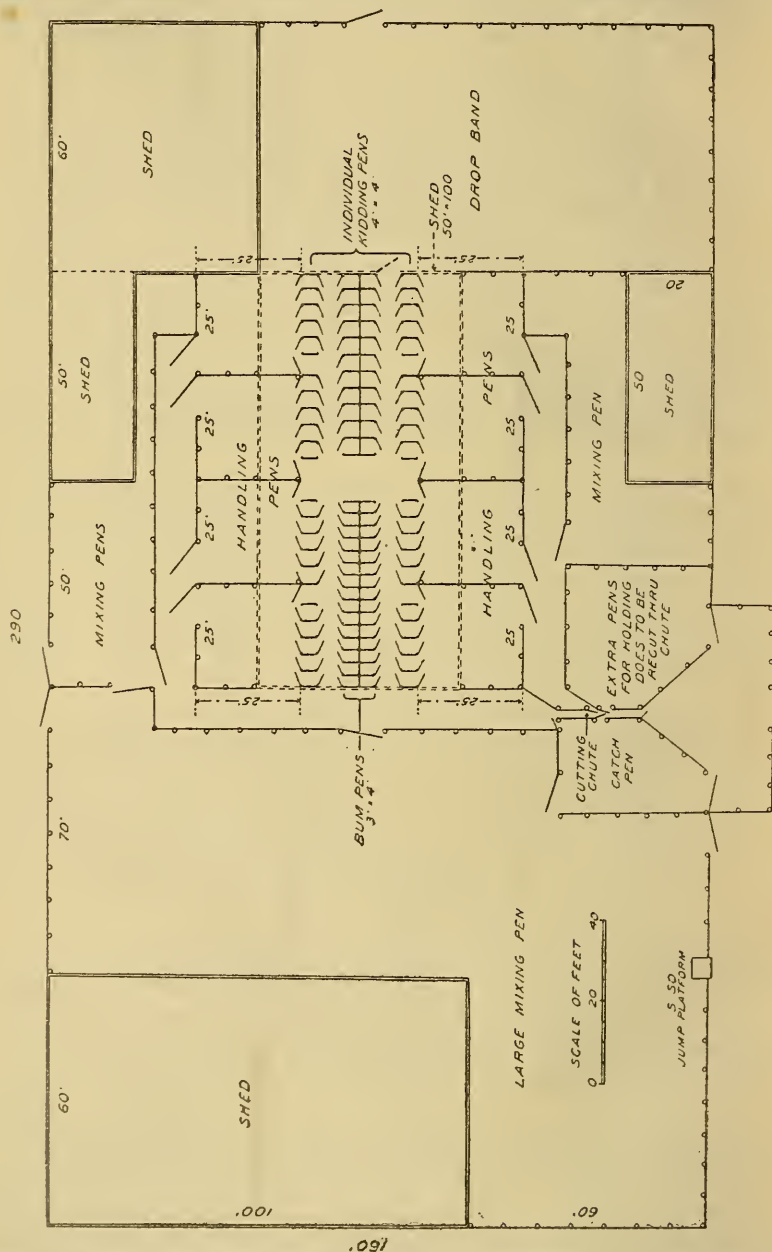 290
60'
70'
50'
50'
60'
MIXING PENS
SHED
SHED
25'
25'
25'
25'
25'
25'
HANDLING
PENS
SHED
100'
160'
BUM PENS
3' = 4'
INDIVIDUAL
KIDDING PENS
4' = 4'
SHED
50' = 100
DROP BAND
25'
25'
HANDLING
PENS
25
25
25
25
LARGE MIXING PEN
SCALE OF FEET
0
20
40
CUTTING
CHUTE
CATCH
PEN
EXTRA PENS
FOR HOLDING
DOES TO BE
RECUT THRU
CHUTE
MIXING PEN
50
SHED
20
60'
5 SQ
JUMP PLATFORM